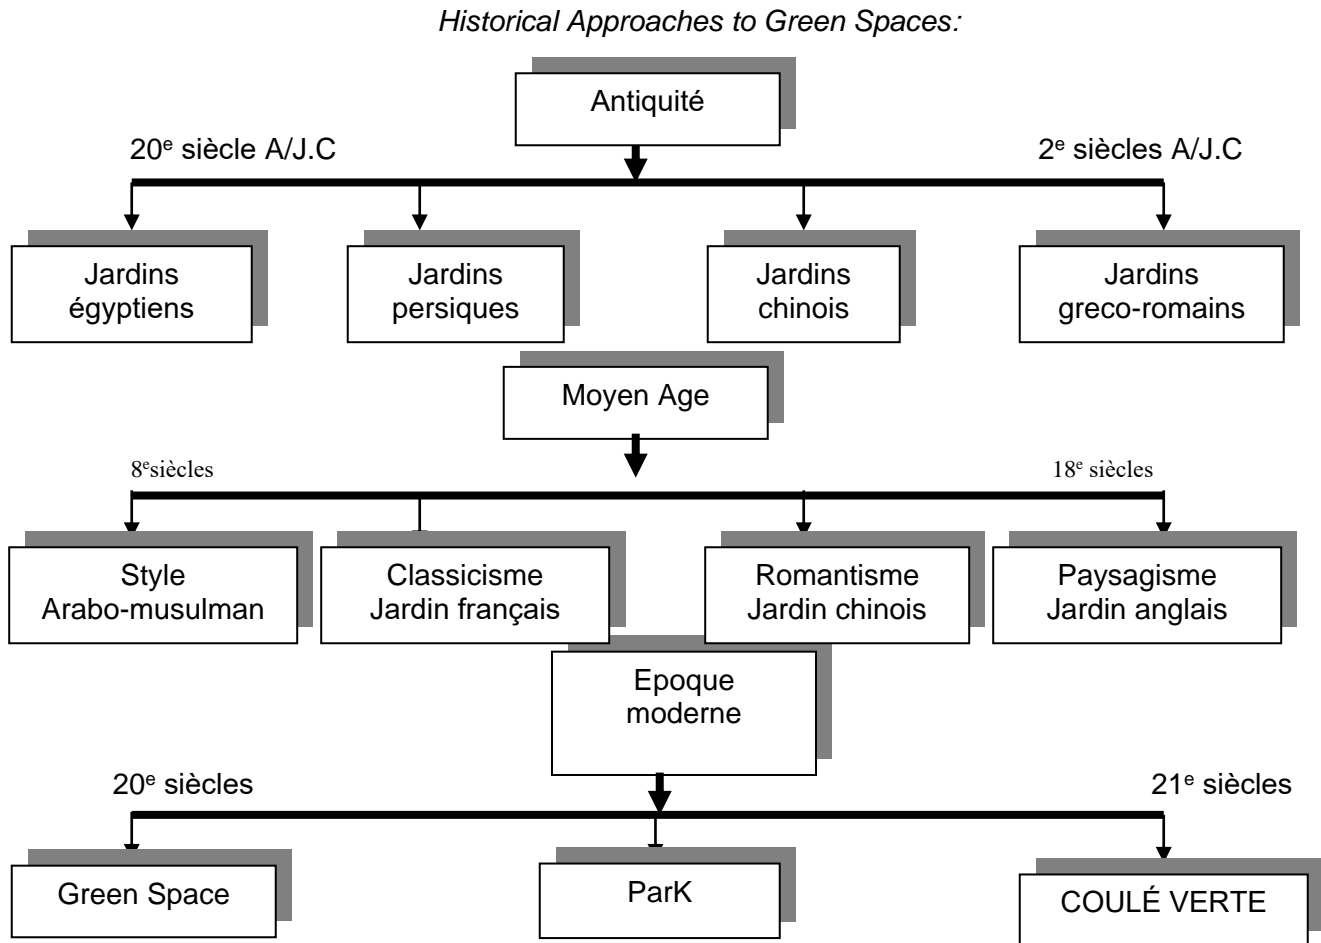 Historical Approaches to Green Spaces:
Antiquité
20e siècle A/J.C
2e siècles A/J.C
Jardins
égyptiens
Jardins
persiques
Jardins
chinois
Jardins
greco-romains
Moyen Age
8esiècles
18e siècles
Style
Arabo-musulman
Classicisme
Jardin français
Romantisme
Jardin chinois
Paysagisme
Jardin anglais
Epoque
moderne
20e siècles
21e siècles
Green Space
ParK
COULÉ VERTE